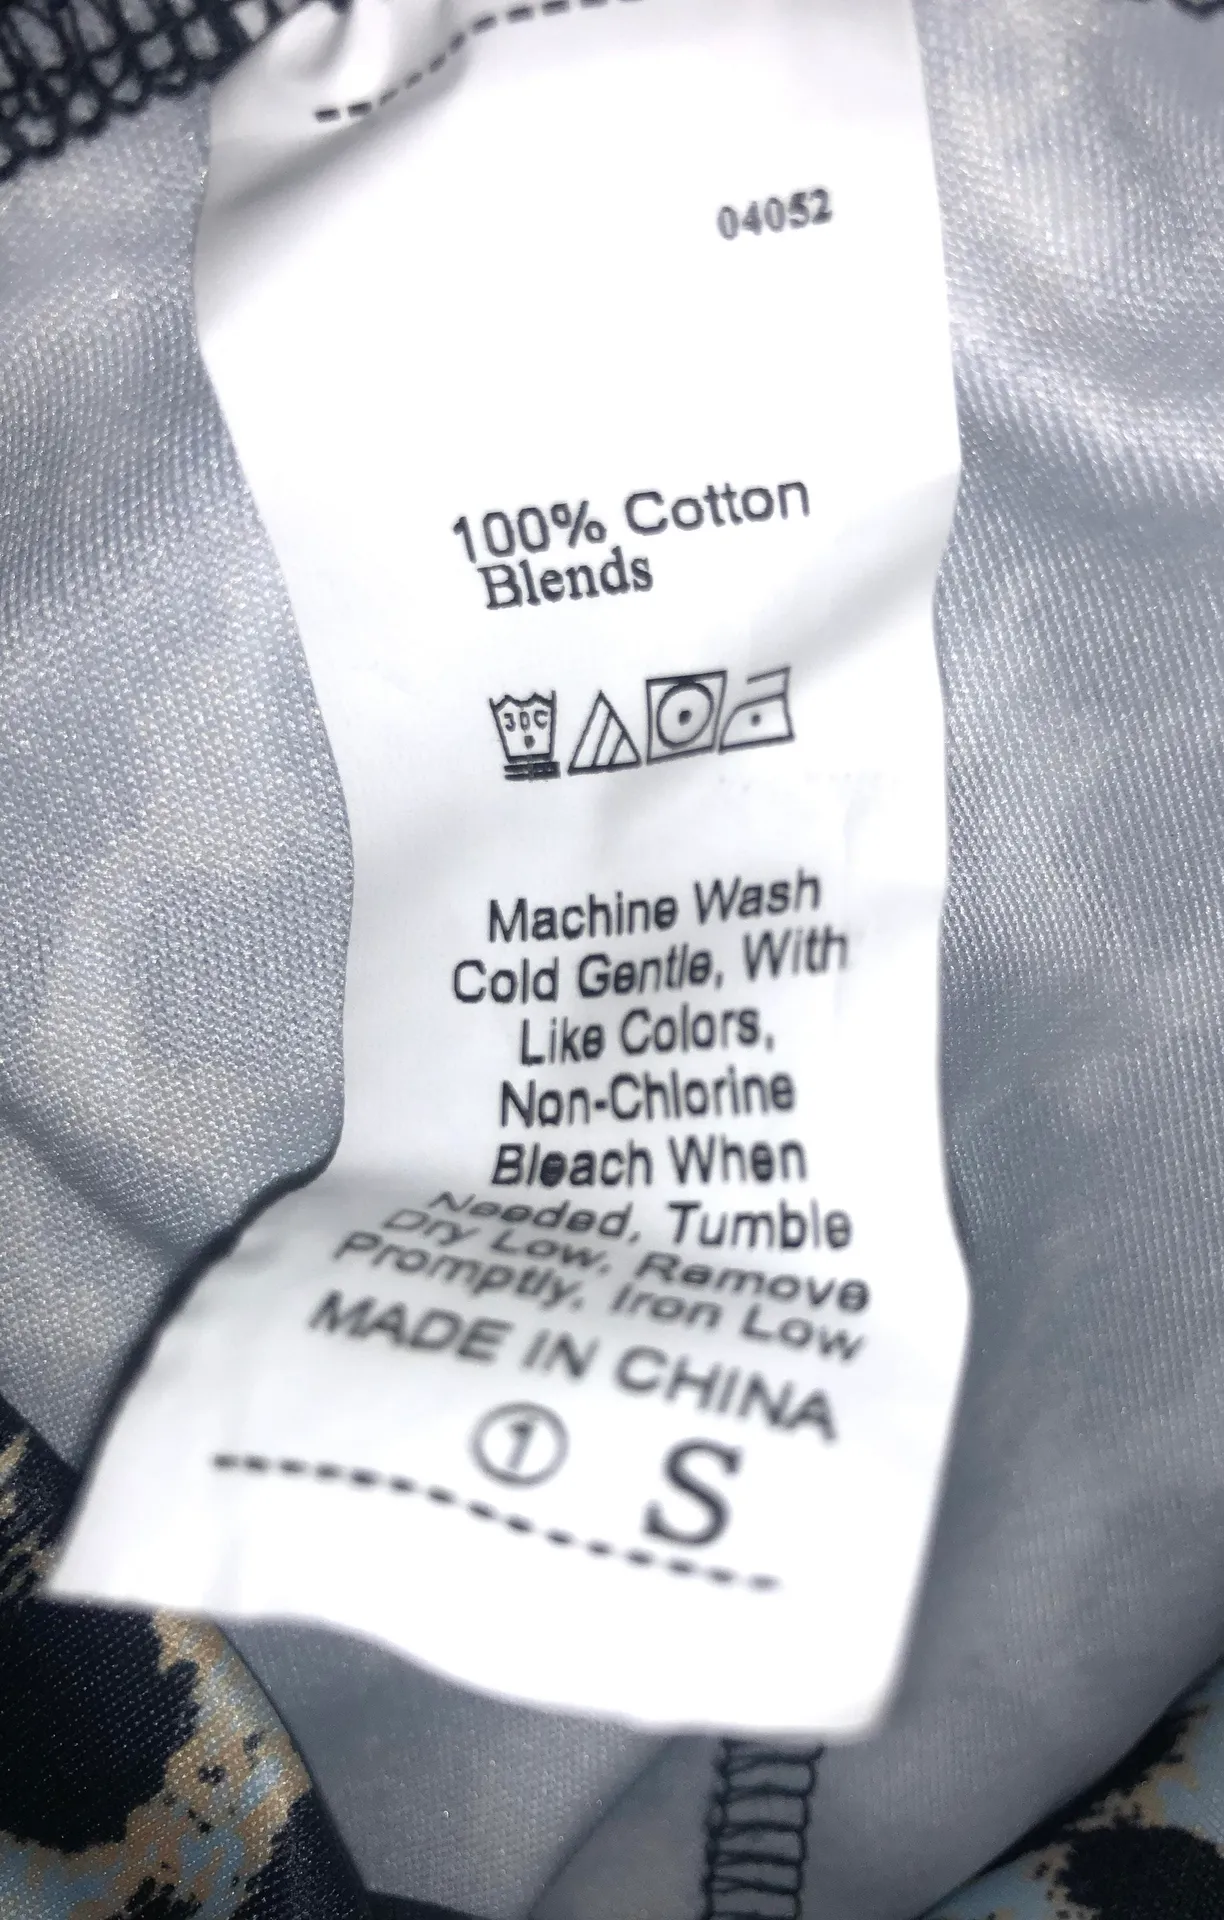 04052
100% Cotton
Blends
30C
Machine Wash
Cold Gentle, With
Like Colors,
Non-Chlorine
Bleach When
Needed, Tumble
Dry Low, Remove
Promptly, Iron Low
MADE IN CHINA
① S